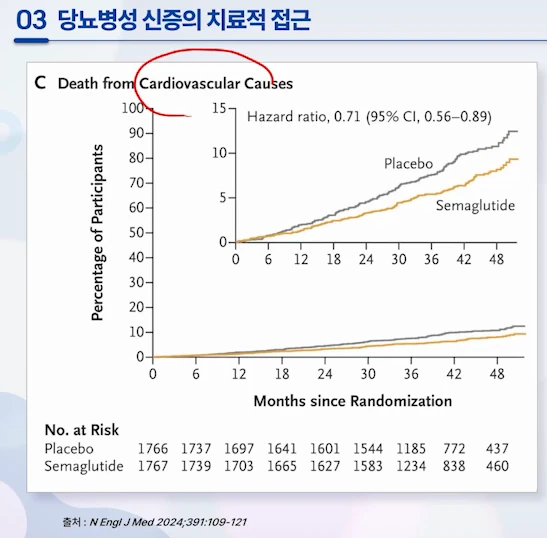 03 당뇨병성 신증의 치료적 접근
C Death from Cardiovascular Causes
Percentage of Participants
100
90
80
70
60
50
40
30
20
10
0
15
10
5
0
Hazard ratio, 0.71 (95% CI, 0.56–0.89)
Placebo
Semaglutide
0 6 12 18 24 30 36 42 48
0 6 12 18 24 30 36 42 48
Months since Randomization
No. at Risk
Placebo 1766 1737 1697 1641 1601 1544 1185 772 437
Semaglutide 1767 1739 1703 1665 1627 1583 1234 838 460
출처 : N Engl J Med 2024;391:109-121